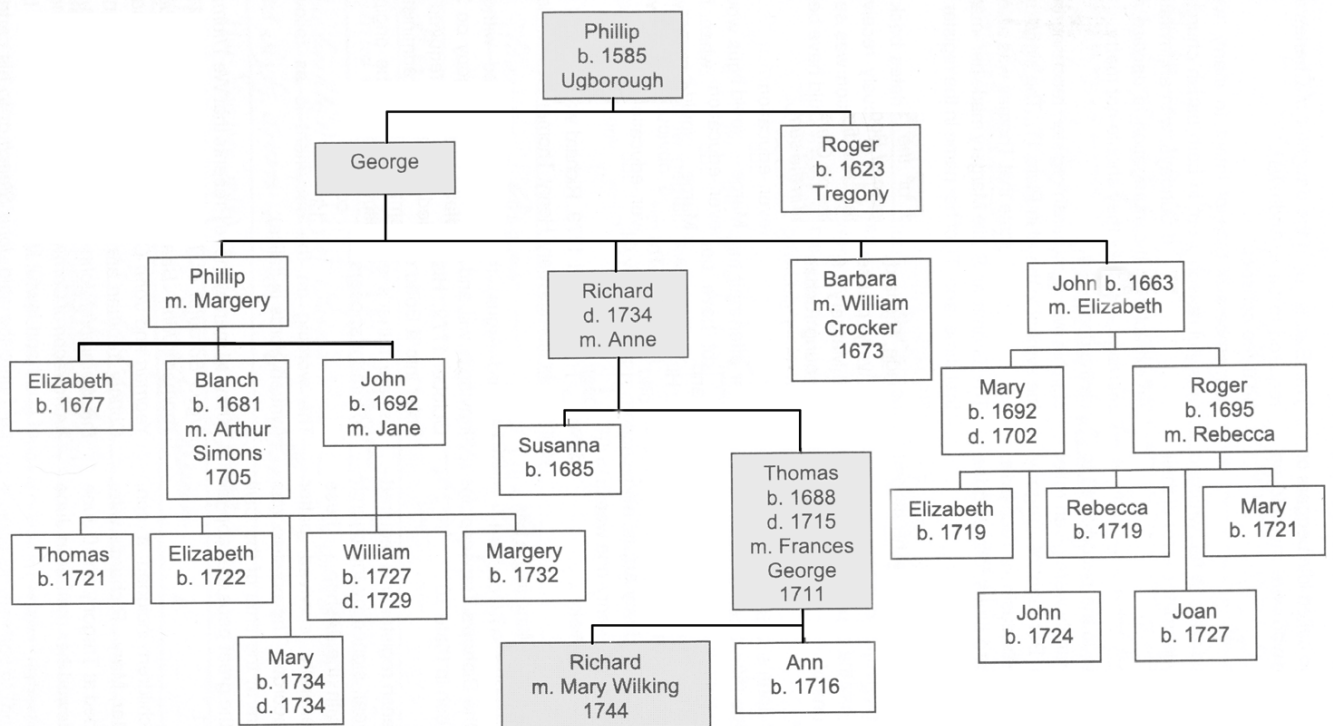 Phillip
b. 1585
Ugborough
George
Roger
b. 1623
Tregony
Phillip
m. Margery
Richard
d. 1734
m. Anne
Barbara
m. William
Crocker
1673
John b. 1663
m. Elizabeth
Elizabeth
b. 1677
Blanch
b. 1681
m. Arthur
Simons
1705
John
b. 1692
m. Jane
Susanna
b. 1685
Thomas
b. 1688
d. 1715
m. Frances
George
1711
Mary
b. 1692
d. 1702
Roger
b. 1695
m. Rebecca
Thomas
b. 1721
Elizabeth
b. 1722
Mary
b. 1734
d. 1734
William
b. 1727
d. 1729
Margery
b. 1732
Richard
m. Mary Wilking
1744
Ann
b. 1716
Elizabeth
b. 1719
John
b. 1724
Rebecca
b. 1719
Joan
b. 1727
Mary
b. 1721